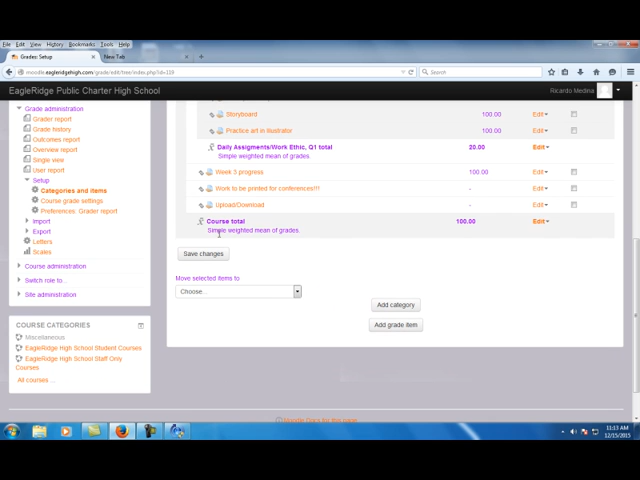 File Edit View History Bookmarks Tools Help
Grades: Setup
New Tab
moodle.eagleridgehigh.com/grade/edit/tree/index.php?id=119
Search
EagleRidge Public Charter High School
Ricardo Medina
Grade administration
Grader report
Grade history
Outcomes report
Overview report
Single view
User report
Setup
Categories and items
Course grade settings
Preferences: Grader report
Import
Export
Letters
Scales
Course administration
Switch role to...
Site administration
COURSE CATEGORIES
Miscellaneous
EagleRidge High School Student Courses
EagleRidge High School Staff Only
Courses
All courses ...
Storyboard 100.00 Edit
Practice art in illustrator 100.00 Edit
Daily Assigments/Work Ethic, Q1 total 20.00 Edit
Simple weighted mean of grades.
Week 3 progress 100.00 Edit
Work to be printed for conferences!!! - Edit
Upload/Download - Edit
Course total 100.00 Edit
Simple weighted mean of grades.
Save changes
Move selected items to
Choose...
Add category
Add grade item
Moodle Docs for this page
11:13 AM
12/15/2015